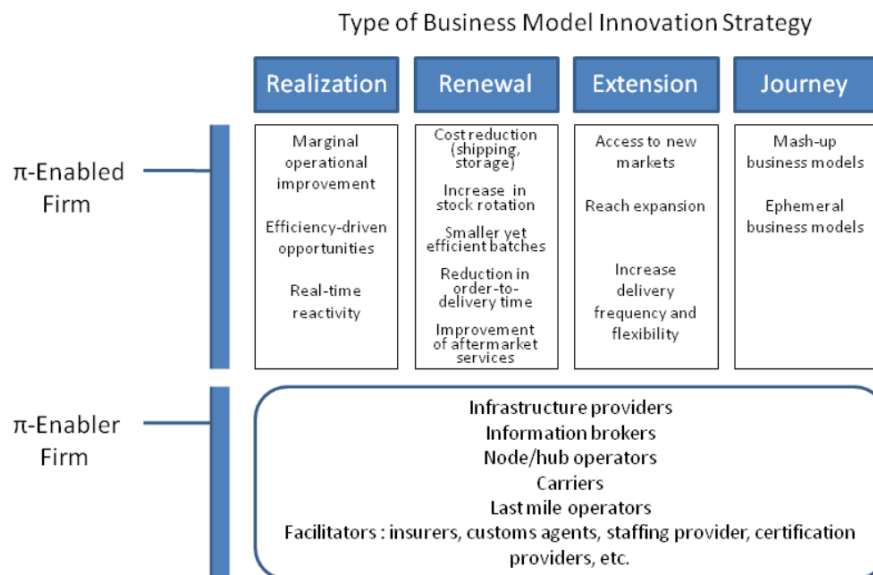 Type of Business Model Innovation Strategy
Realization
Renewal
Extension
Journey
π-Enabled
Firm
Marginal
operational
improvement
Efficiency-driven
opportunities
Real-time
reactivity
Cost reduction
(shipping,
storage)
Increase in
stock rotation
Smaller yet
efficient batches
Reduction in
order-to-
delivery time
Improvement
of aftermarket
services
Access to new
markets
Reach expansion
Increase
delivery
frequency and
flexibility
Mash-up
business models
Ephemeral
business models
π-Enabler
Firm
Infrastructure providers
Information brokers
Node/hub operators
Carriers
Last mile operators
Facilitators : insurers, customs agents, staffing provider, certification
providers, etc.